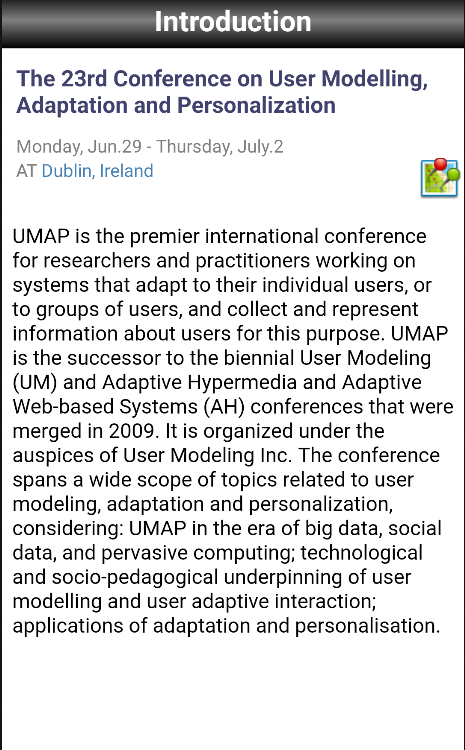 Introduction
The 23rd Conference on User Modelling,
Adaptation and Personalization
Monday, Jun.29 - Thursday, July.2
AT Dublin, Ireland
UMAP is the premier international conference
for researchers and practitioners working on
systems that adapt to their individual users, or
to groups of users, and collect and represent
information about users for this purpose. UMAP
is the successor to the biennial User Modeling
(UM) and Adaptive Hypermedia and Adaptive
Web-based Systems (AH) conferences that were
merged in 2009. It is organized under the
auspices of User Modeling Inc. The conference
spans a wide scope of topics related to user
modeling, adaptation and personalization,
considering: UMAP in the era of big data, social
data, and pervasive computing; technological
and socio-pedagogical underpinning of user
modelling and user adaptive interaction;
applications of adaptation and personalisation.